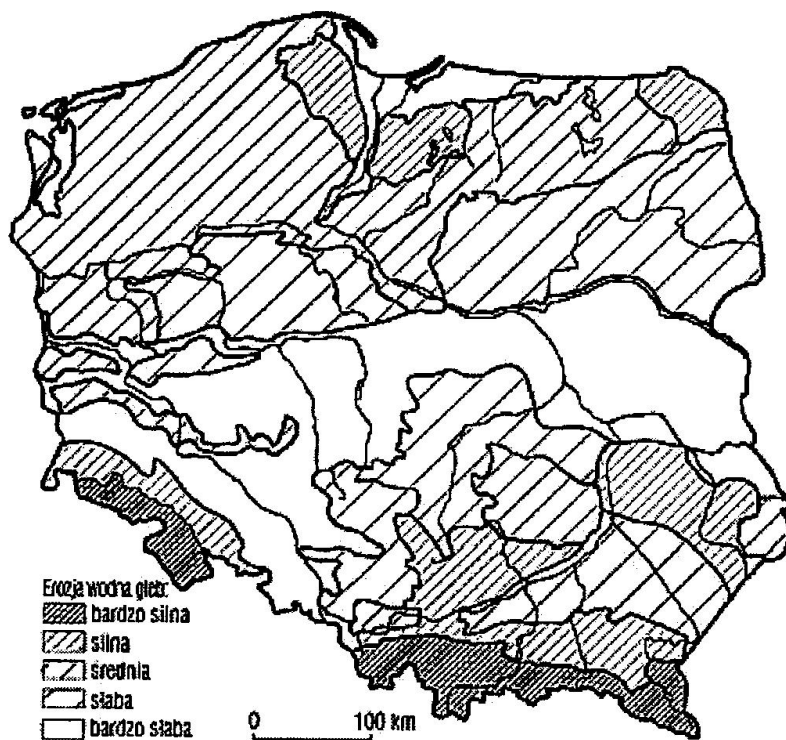 Erozja wodna gleb:
bardzo silna
silna
średnia
słaba
bardzo słaba
0 100 km